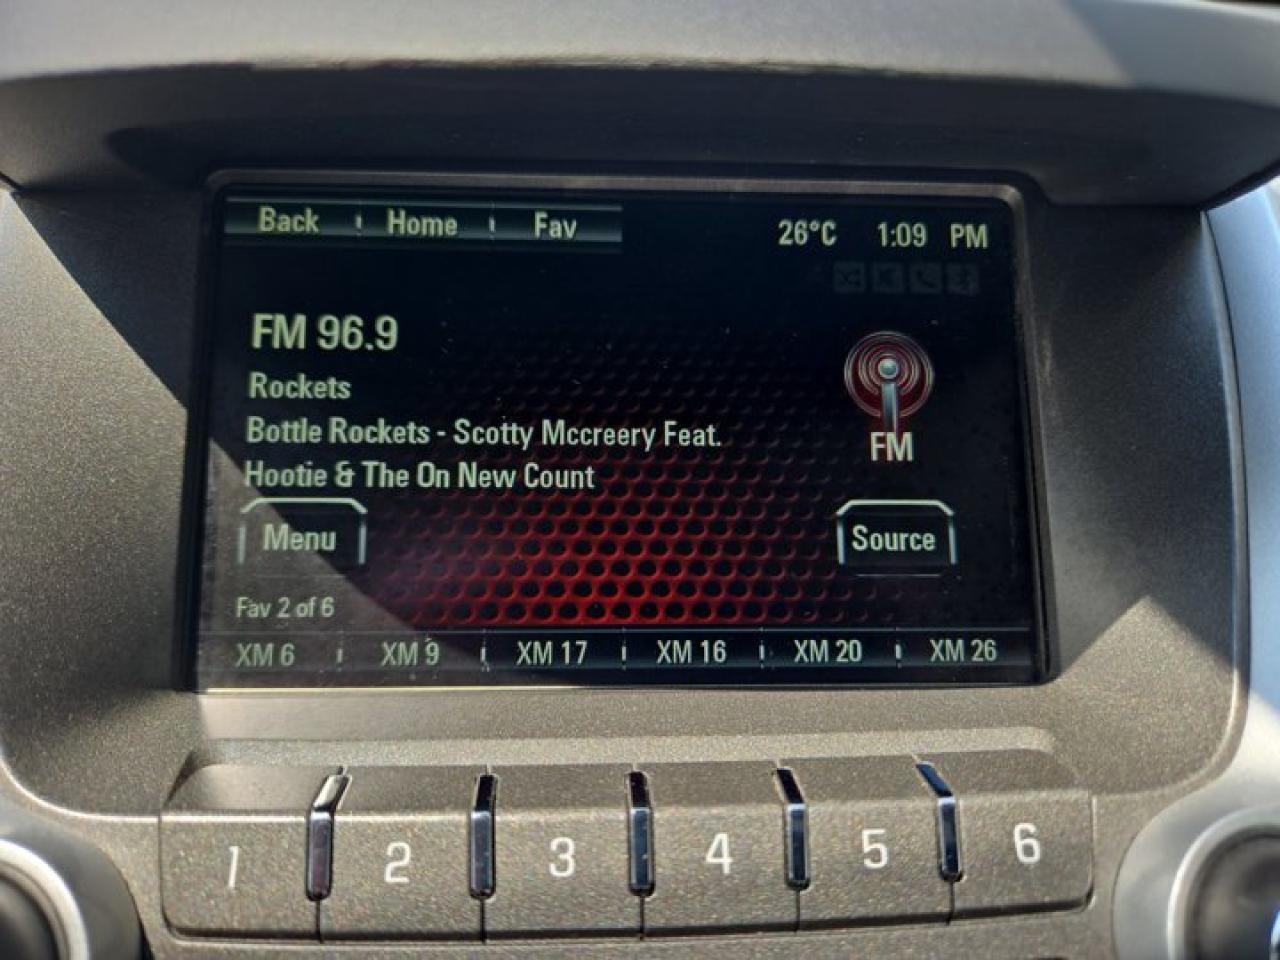 Back Home Fav 26°C 1:09 PM
FM 96.9
Rockets
Bottle Rockets - Scotty Mccreery Feat.
Hootie & The On New Count
FM
Menu Source
Fav 2 of 6
XM 6 XM 9 XM 17 XM 16 XM 20 XM 26
1 2 3 4 5 6